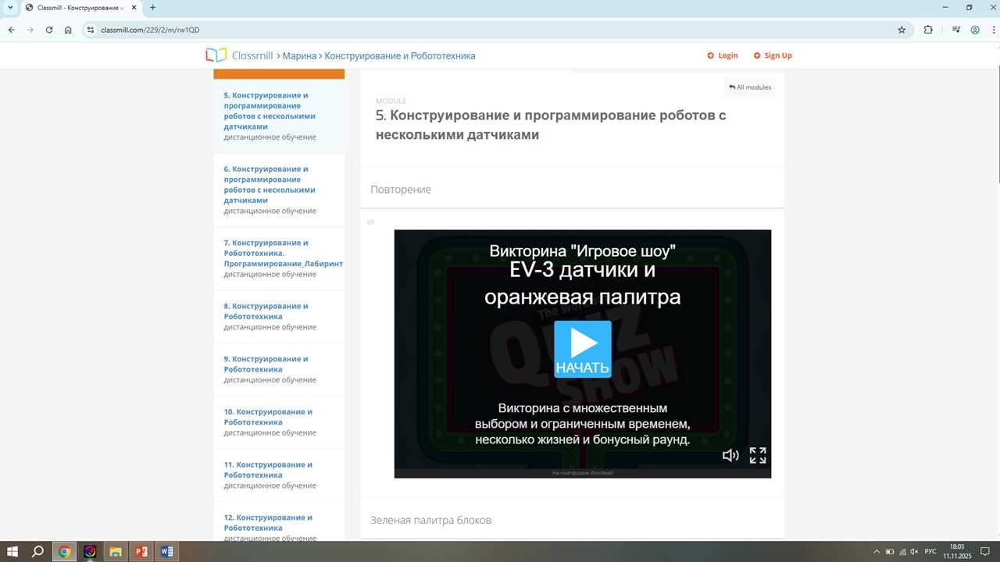 Classmill - Конструирование и
classmill.com/229/2/m/rw1QD
Classmill > Марина > Конструирование и Робототехника
Login
Sign Up
5. Конструирование и
программирование
роботов с несколькими
датчиками
дистанционное обучение
6. Конструирование и
программирование
роботов с несколькими
датчиками
дистанционное обучение
7. Конструирование и
Робототехника.
Программирование_Лабиринт
дистанционное обучение
8. Конструирование и
Робототехника
дистанционное обучение
9. Конструирование и
Робототехника
дистанционное обучение
10. Конструирование и
Робототехника
дистанционное обучение
11. Конструирование и
Робототехника
дистанционное обучение
12. Конструирование и
Робототехника
дистанционное обучение
All modules
MODULE
5. Конструирование и программирование роботов с
несколькими датчиками
Повторение
Викторина "Игровое шоу"
EV-3 датчики и
оранжевая палитра
The Word
QUIZ
SHOW
НАЧАТЬ
Викторина с множественным
выбором и ограниченным временем,
несколько жизней и бонусный раунд.
На платформе Wordwall
Зеленая палитра блоков
РУС
18:03
11.11.2025